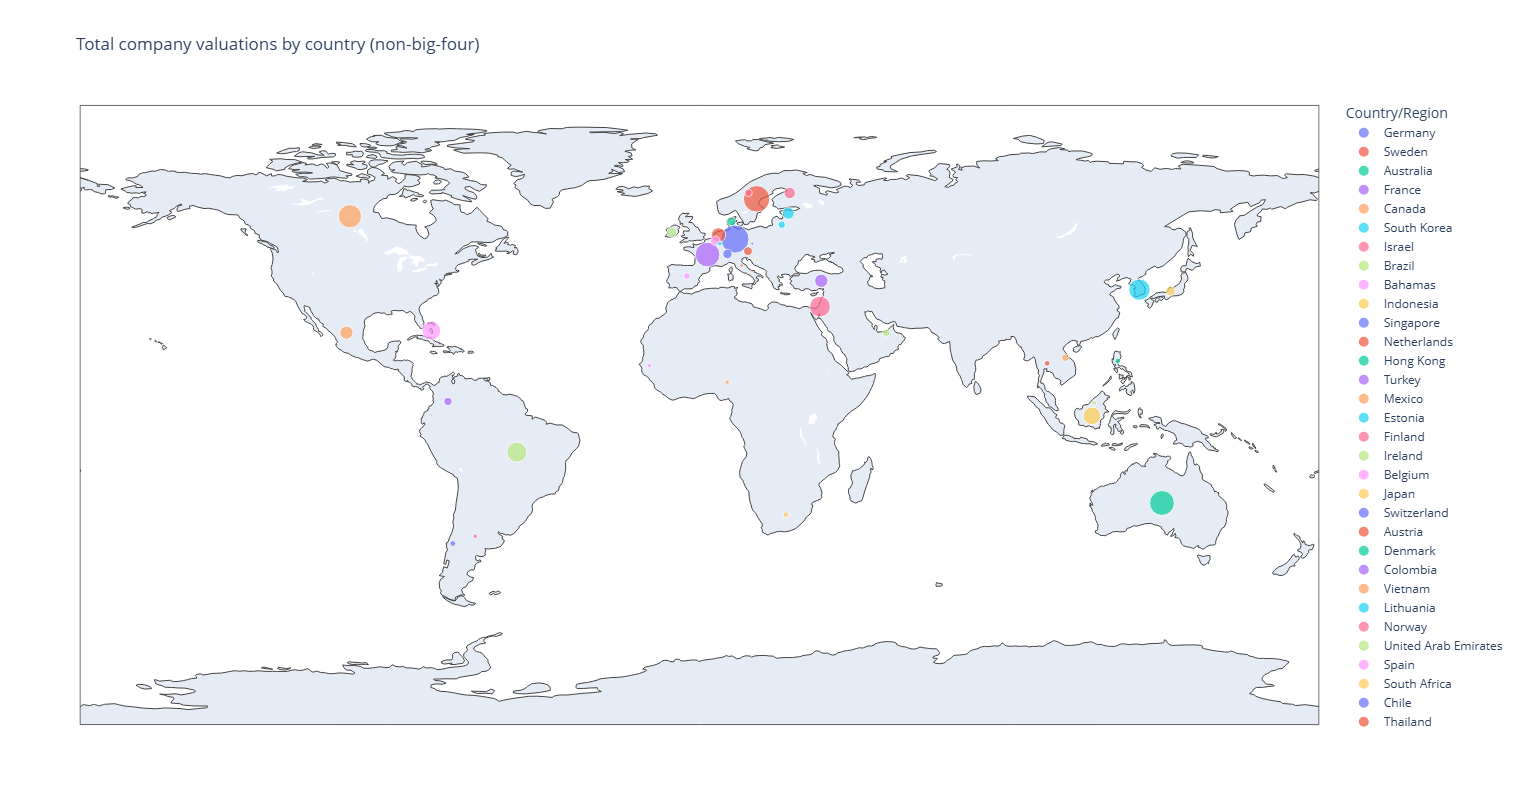 Total company valuations by country (non-big-four)
Country/Region
Germany
Sweden
Australia
France
Canada
South Korea
Israel
Brazil
Bahamas
Indonesia
Singapore
Netherlands
Hong Kong
Turkey
Mexico
Estonia
Finland
Ireland
Belgium
Japan
Switzerland
Austria
Denmark
Colombia
Vietnam
Lithuania
Norway
United Arab Emirates
Spain
South Africa
Chile
Thailand